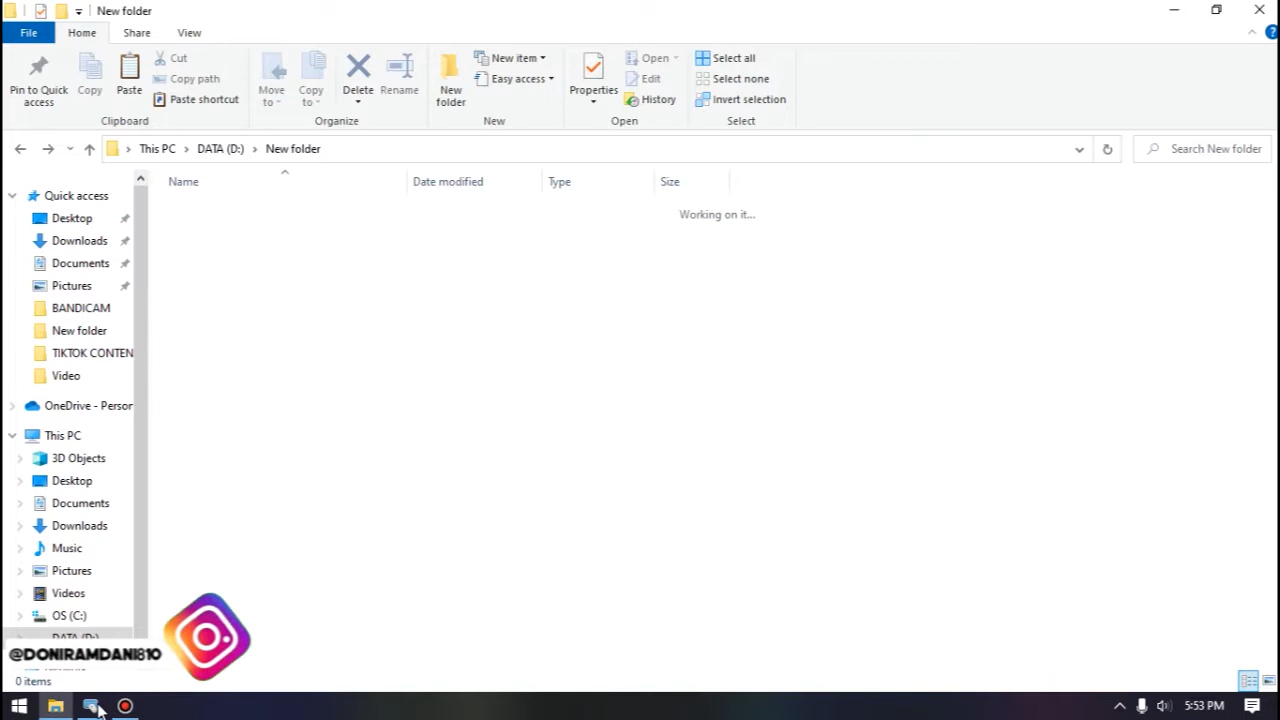 New folder
File
Home
Share
View
Pin to Quick access
Copy
Paste
Cut
Copy path
Paste shortcut
Clipboard
Move to
Copy to
Delete
Rename
Organize
New folder
New item
Easy access
New
Properties
Open
Edit
History
Open
Select all
Select none
Invert selection
Select
This PC
DATA (D:)
New folder
Search New folder
Name
Date modified
Type
Size
Working on it...
Quick access
Desktop
Downloads
Documents
Pictures
BANDICAM
New folder
TIKTOK CONTEN
Video
OneDrive - Person
This PC
3D Objects
Desktop
Documents
Downloads
Music
Pictures
Videos
OS (C:)
DATA (D:)
@DONIRAMDANI810
0 items
5:53 PM